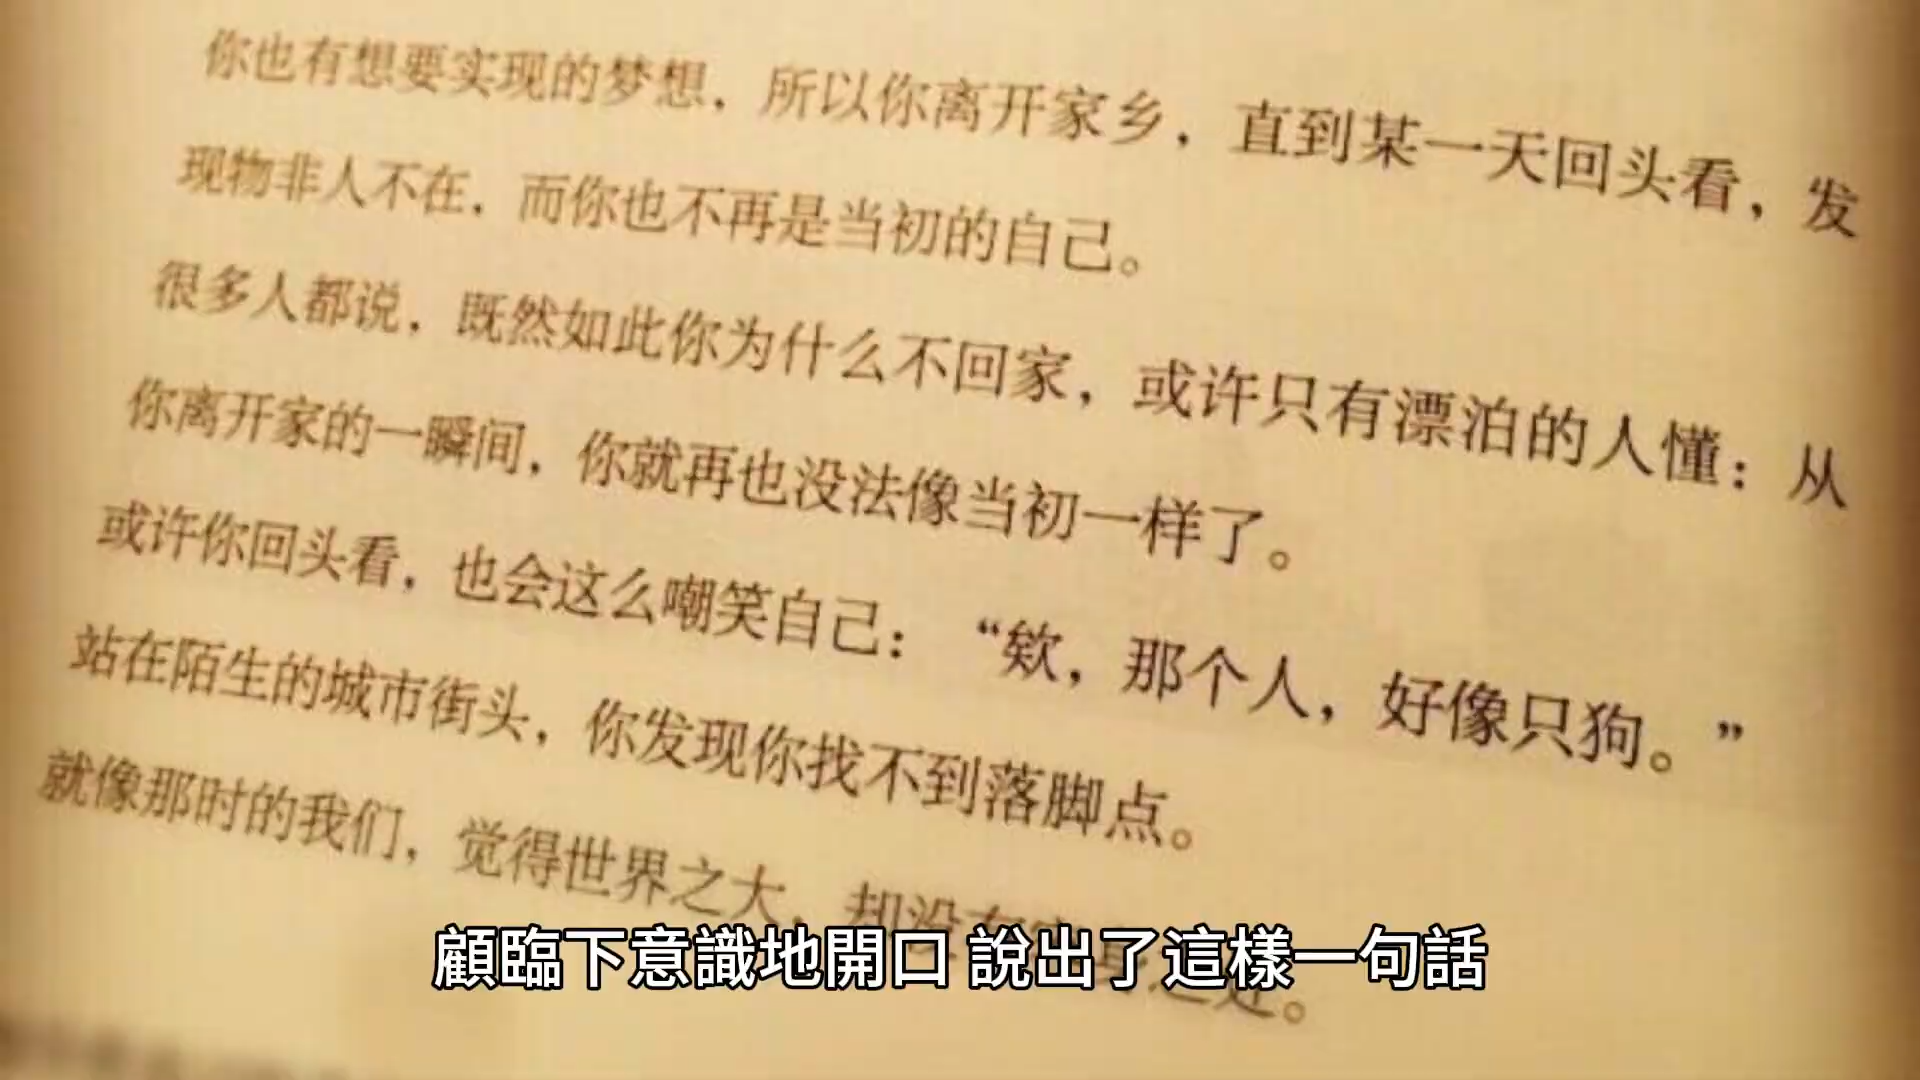 你也有想要实现的梦想，所以你离开家乡，直到某一天回头看，发
现物非人不在，而你也不再是当初的自己。
很多人都说，既然如此你为什么不回家，或许只有漂泊的人懂：从
你离开家的一瞬间，你就再也没法像当初一样了。
或许你回头看，也会这么嘲笑自己：“欸，那个人，好像只狗。”
站在陌生的城市街头，你发现你找不到落脚点。
就像那时的我们，觉得世界之大，却没有
顧臨下意識地開口 說出了這樣一句話